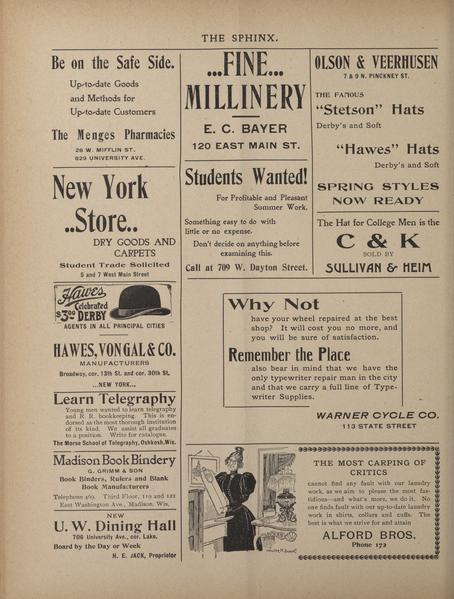 THE SPHINX.
Be on the Safe Side.
Up-to-date Goods
and Methods for
Up-to-date Customers
The Menges Pharmacies
26 W. MIFFLIN ST.
829 UNIVERSITY AVE.
New York
..Store..
DRY GOODS AND
CARPETS
Student Trade Solicited
5 and 7 West Main Street
Hawes
Celebrated
$3.00 DERBY
AGENTS IN ALL PRINCIPAL CITIES
HAWES, VON GAL & CO.
MANUFACTURERS
Broadway, cor. 13th St. and cor. 30th St.
...NEW YORK...
Learn Telegraphy
Young men wanted to learn telegraphy
and R. R. bookkeeping. This is en-
dorsed as the most thorough institution
of its kind. We assist all graduates
to a position. Write for catalogue.
The Morse School of Telegraphy, Oshkosh, Wis.
Madison Book Bindery
G. GRIMM & SON
Book Binders, Rulers and Blank
Book Manufacturers
Telephone 469. Third Floor, 119 and 121
East Washington Ave., Madison, Wis.
NEW
U. W. Dining Hall
706 University Ave., cor. Lake.
Board by the Day or Week
H. E. JACK, Proprietor
...FINE...
MILLINERY
E. C. BAYER
120 EAST MAIN ST.
Students Wanted!
For Profitable and Pleasant
Summer Work.
Something easy to do with
little or no expense.
Don't decide on anything before
examining this.
Call at 709 W. Dayton Street.
OLSON & VEERHUSEN
7 & 9 N. PINCKNEY ST.
THE FAMOUS
"Stetson" Hats
Derby's and Soft
"Hawes" Hats
Derby's and Soft
SPRING STYLES
NOW READY
The Hat for College Men is the
C & K
SOLD BY
SULLIVAN & HEIM
Why Not
have your wheel repaired at the best
shop? It will cost you no more, and
you will be sure of satisfaction.
Remember the Place
also bear in mind that we have the
only typewriter repair man in the city
and that we carry a full line of Type-
writer Supplies.
WARNER CYCLE CO.
113 STATE STREET
THE MOST CARPING OF
CRITICS
cannot find any fault with our laundry
work, as we aim to please the most fas-
tidious—and what's more, we do it. No
one finds fault with our up-to-date laundry
work in shirts, collars and cuffs. The
best is what we strive for and attain
ALFORD BROS.
Phone 172